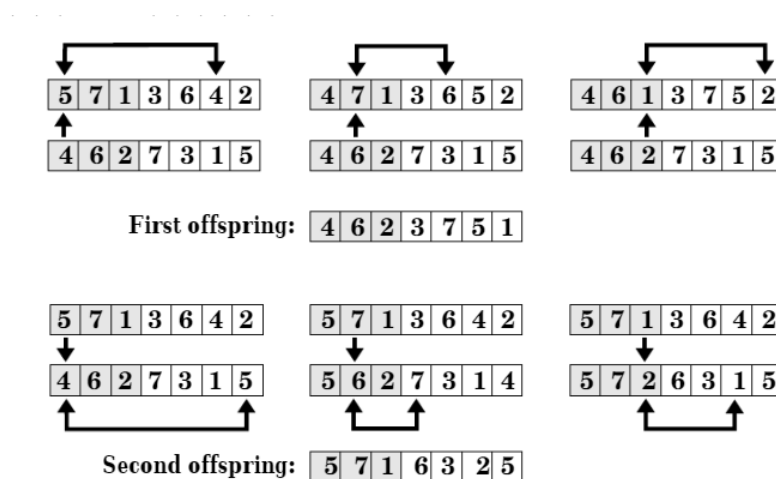 5 7 1 3 6 4 2 4 7 1 3 6 5 2 4 6 1 3 7 5 2
4 6 2 7 3 1 5 4 6 2 7 3 1 5 4 6 2 7 3 1 5
First offspring: 4 6 2 3 7 5 1
5 7 1 3 6 4 2 5 7 1 3 6 4 2 5 7 1 3 6 4 2
4 6 2 7 3 1 5 5 6 2 7 3 1 4 5 7 2 6 3 1 5
Second offspring: 5 7 1 6 3 2 5